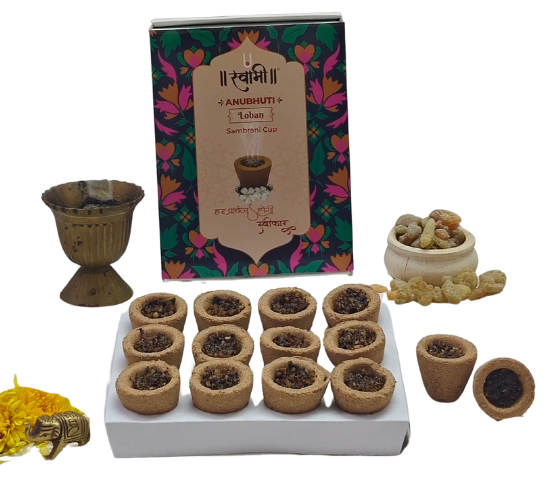 ॥ स्वामी ॥
ANUBHUTI
Loban
Sambrani Cup
हर प्रार्थना होगी
स्वीकार